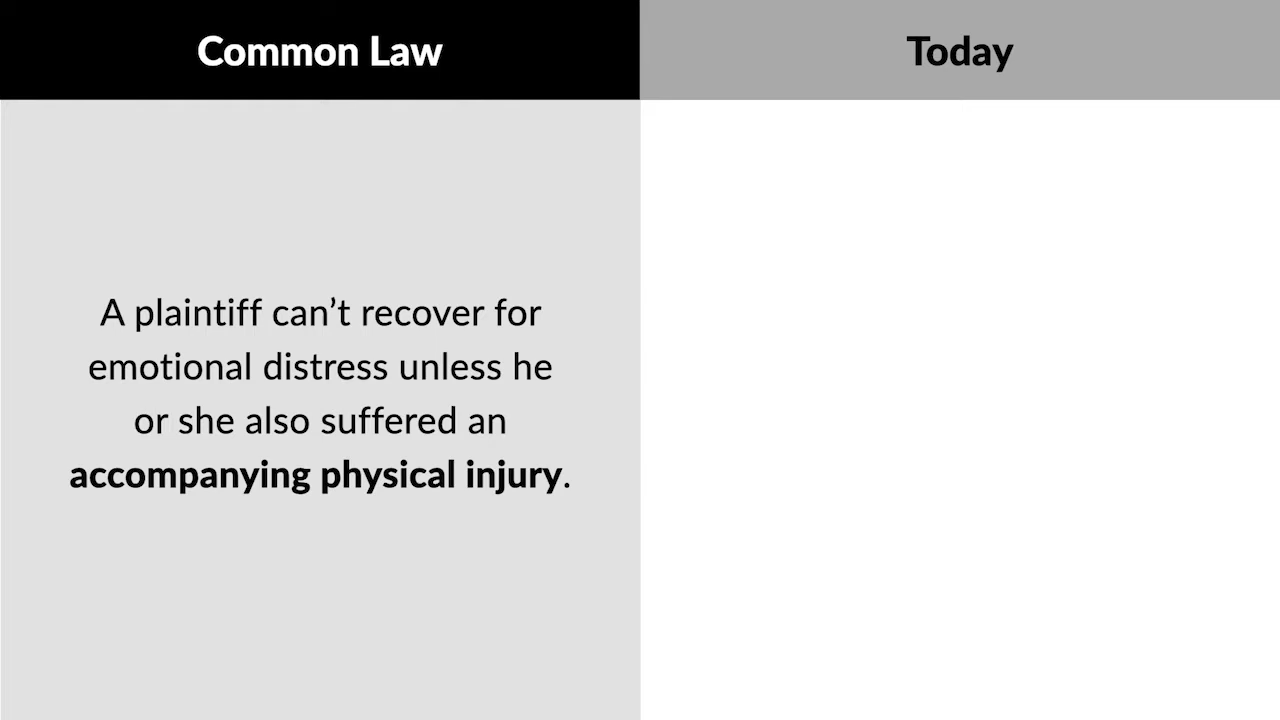 Common Law
Today
A plaintiff can’t recover for
emotional distress unless he
or she also suffered an
accompanying physical injury.